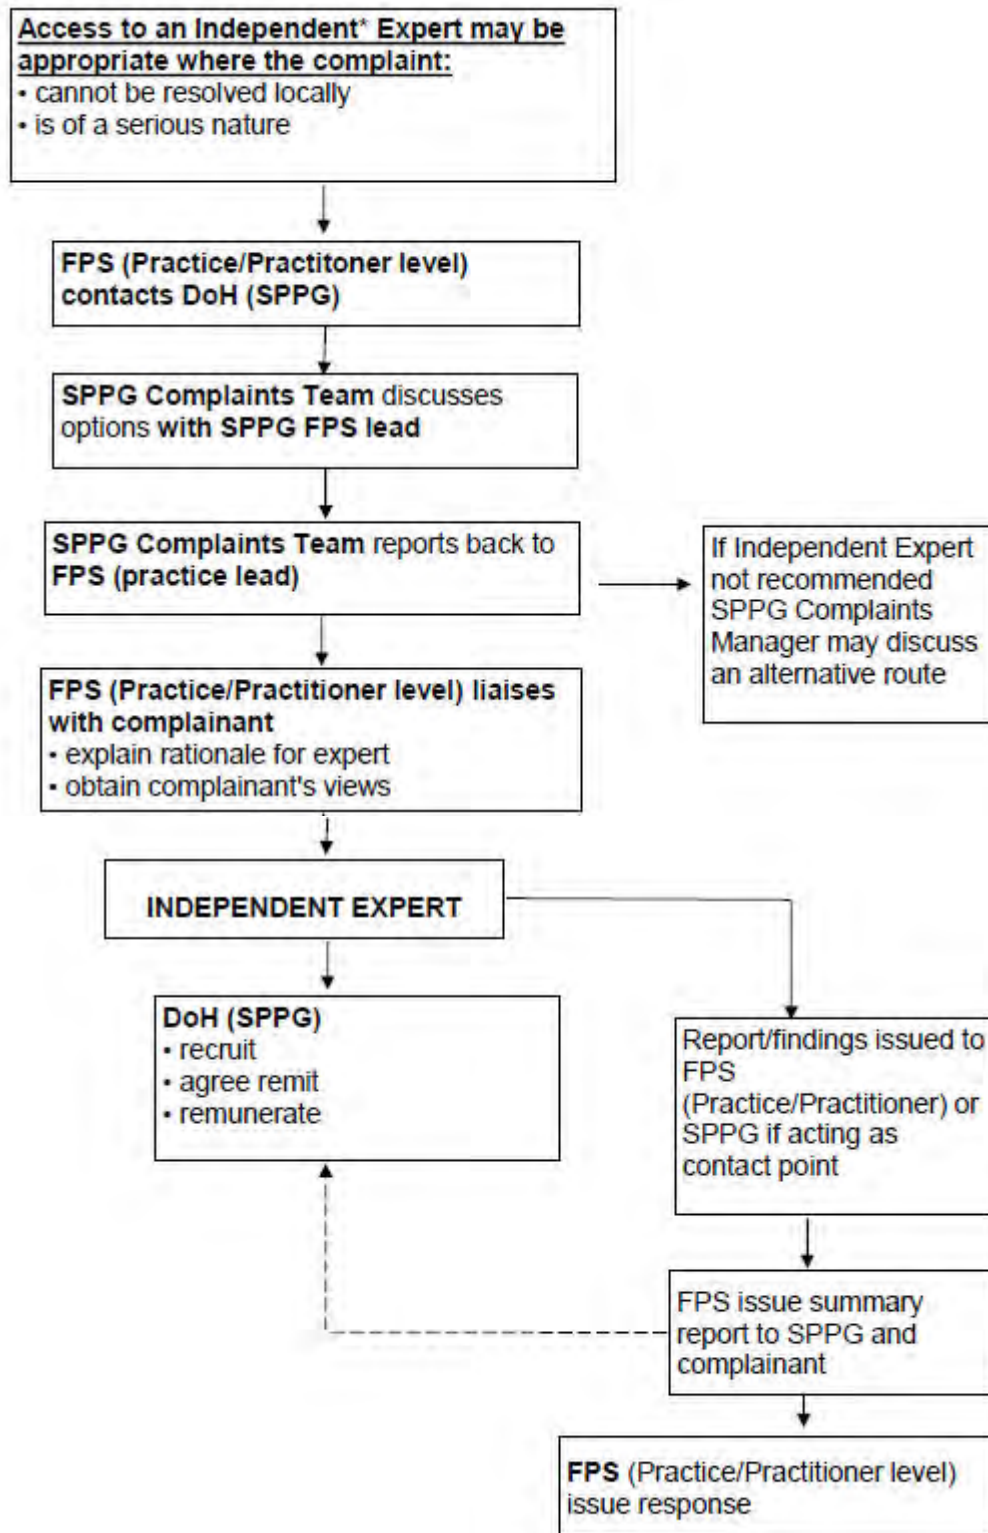 Access to an Independent* Expert may be
appropriate where the complaint:
• cannot be resolved locally
• is of a serious nature
FPS (Practice/Practitoner level)
contacts DoH (SPPG)
SPPG Complaints Team discusses
options with SPPG FPS lead
SPPG Complaints Team reports back to
FPS (practice lead)
If Independent Expert
not recommended
SPPG Complaints
Manager may discuss
an alternative route
FPS (Practice/Practitioner level) liaises
with complainant
• explain rationale for expert
• obtain complainant's views
INDEPENDENT EXPERT
DoH (SPPG)
• recruit
• agree remit
• remunerate
Report/findings issued to
FPS
(Practice/Practitioner) or
SPPG if acting as
contact point
FPS issue summary
report to SPPG and
complainant
FPS (Practice/Practitioner level)
issue response